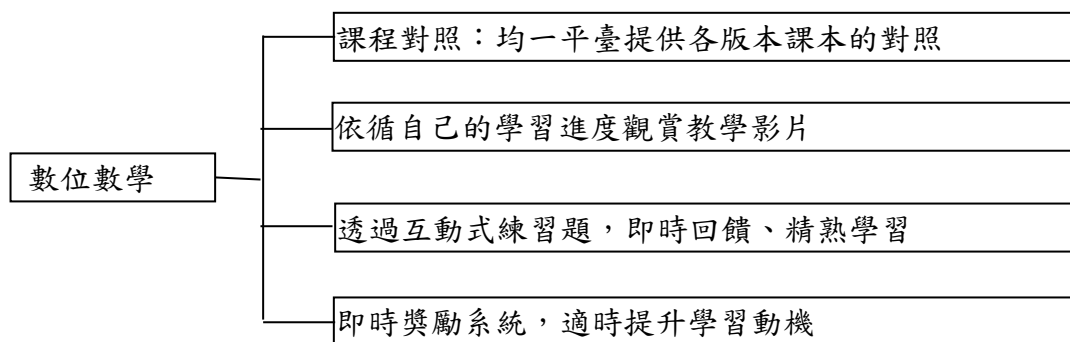 課程對照：均一平臺提供各版本課本的對照
依循自己的學習進度觀賞教學影片
數位數學
透過互動式練習題，即時回饋、精熟學習
即時獎勵系統，適時提升學習動機